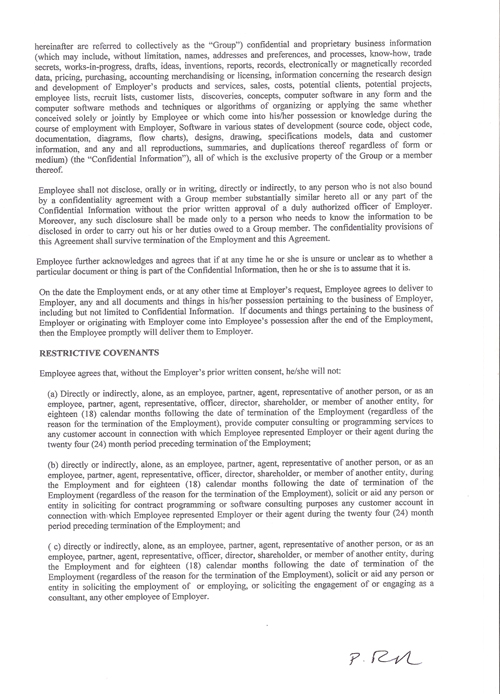 hereinafter are referred to collectively as the “Group”) confidential and proprietary business information
(which may include, without limitation, names, addresses and preferences, and processes, know-how, trade
secrets, works-in-progress, drafts, ideas, inventions, reports, records, electronically or magnetically recorded
data, pricing, purchasing, accounting merchandising or licensing, information concerning the research design
and development of Employer's products and services, sales, costs, potential clients, potential projects,
employee lists, recruit lists, customer lists, discoveries, concepts, computer software in any form and the
computer software methods and techniques or algorithms of organizing or applying the same whether
conceived solely or jointly by Employee or which come into his/her possession or knowledge during the
course of employment with Employer, Software in various states of development (source code, object code,
documentation, diagrams, flow charts), designs, drawing, specifications models, data and customer
information, and any and all reproductions, summaries, and duplications thereof regardless of form or
medium) (the “Confidential Information”), all of which is the exclusive property of the Group or a member
thereof.
Employee shall not disclose, orally or in writing, directly or indirectly, to any person who is not also bound
by a confidentiality agreement with a Group member substantially similar hereto all or any part of the
Confidential Information without the prior written approval of a duly authorized officer of Employer.
Moreover, any such disclosure shall be made only to a person who needs to know the information to be
disclosed in order to carry out his or her duties owed to a Group member. The confidentiality provisions of
this Agreement shall survive termination of the Employment and this Agreement.
Employee further acknowledges and agrees that if at any time he or she is unsure or unclear as to whether a
particular document or thing is part of the Confidential Information, then he or she is to assume that it is.
On the date the Employment ends, or at any other time at Employer's request, Employee agrees to deliver to
Employer, any and all documents and things in his/her possession pertaining to the business of Employer,
including but not limited to Confidential Information. If documents and things pertaining to the business of
Employer or originating with Employer come into Employee's possession after the end of the Employment,
then the Employee promptly will deliver them to Employer.
RESTRICTIVE COVENANTS
Employee agrees that, without the Employer's prior written consent, he/she will not:
(a) Directly or indirectly, alone, as an employee, partner, agent, representative of another person, or as an
employee, partner, agent, representative, officer, director, shareholder, or member of another entity, for
eighteen (18) calendar months following the date of termination of the Employment (regardless of the
reason for the termination of the Employment), provide computer consulting or programming services to
any customer account in connection with which Employee represented Employer or their agent during the
twenty four (24) month period preceding termination of the Employment;
(b) directly or indirectly, alone, as an employee, partner, agent, representative of another person, or as an
employee, partner, agent, representative, officer, director, shareholder, or member of another entity, during
the Employment and for eighteen (18) calendar months following the date of termination of the
Employment (regardless of the reason for the termination of the Employment), solicit or aid any person or
entity in soliciting for contract programming or software consulting purposes any customer account in
connection with which Employee represented Employer or their agent during the twenty four (24) month
period preceding termination of the Employment; and
( c) directly or indirectly, alone, as an employee, partner, agent, representative of another person, or as an
employee, partner, agent, representative, officer, director, shareholder, or member of another entity, during
the Employment and for eighteen (18) calendar months following the date of termination of the
Employment (regardless of the reason for the termination of the Employment), solicit or aid any person or
entity in soliciting the employment of or employing, or soliciting the engagement of or engaging as a
consultant, any other employee of Employer.